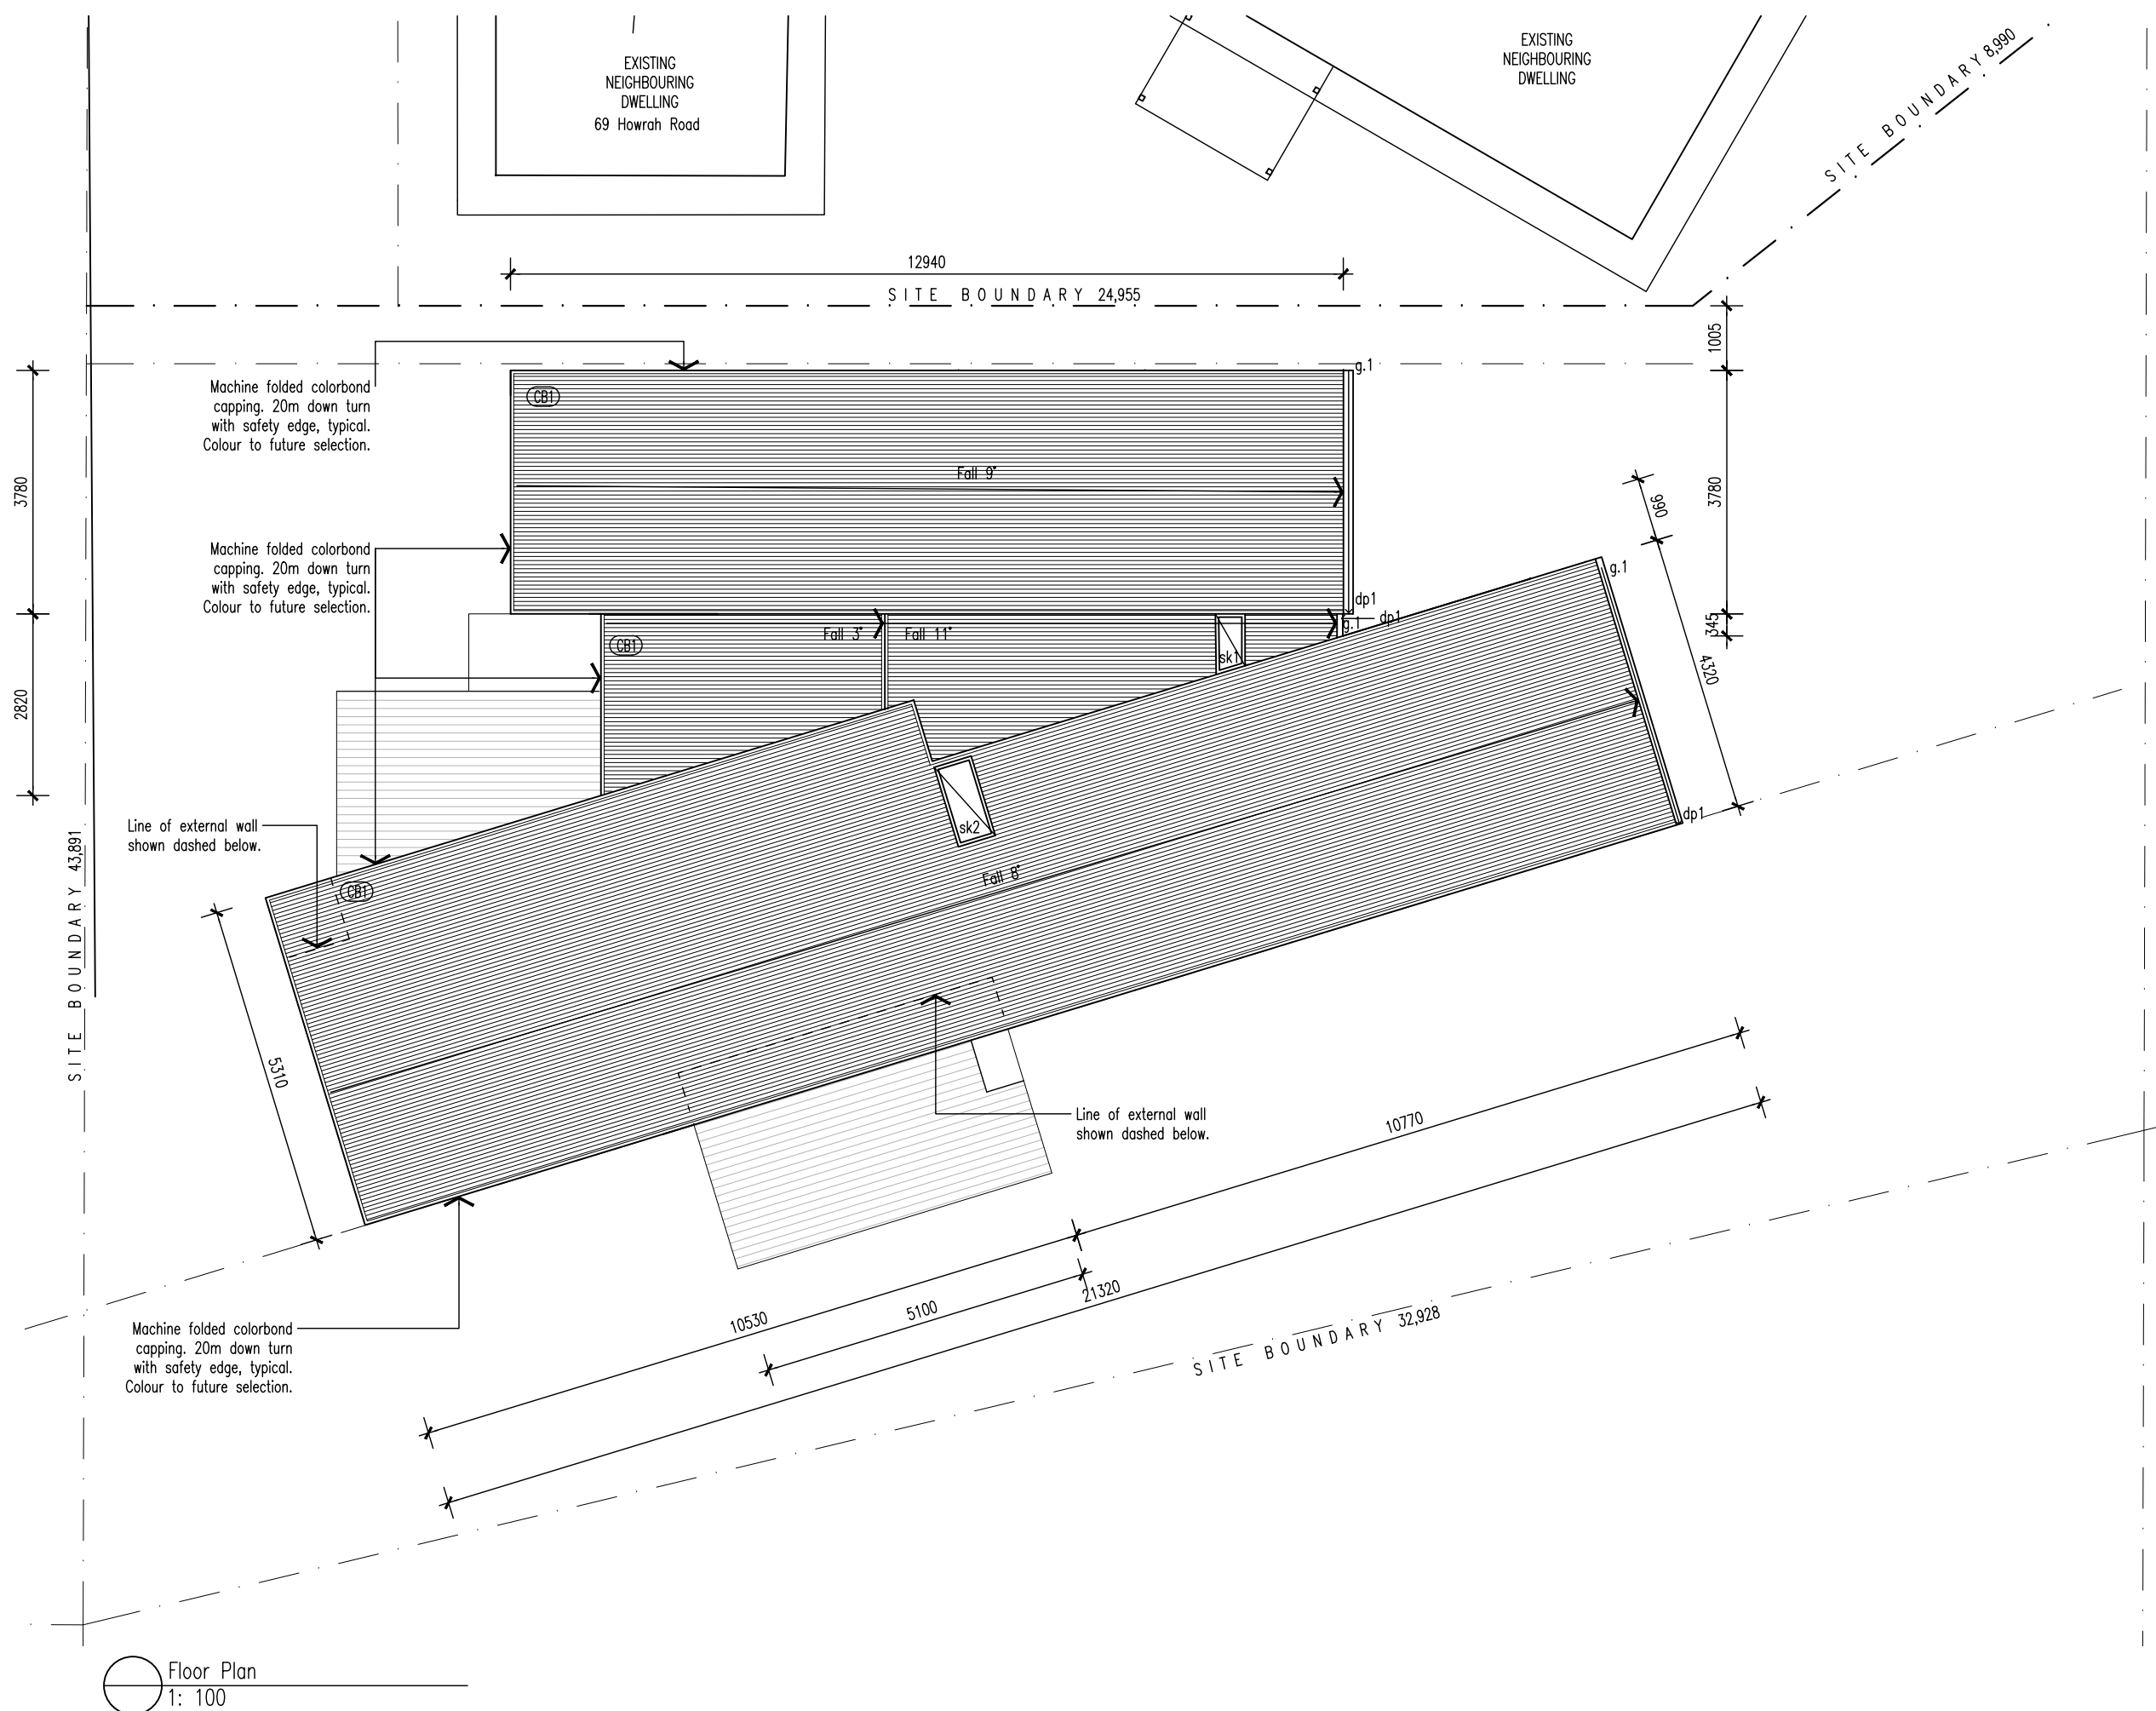 EXISTING
NEIGHBOURING
DWELLING
69 Howrah Road
EXISTING
NEIGHBOURING
DWELLING
SITE BOUNDARY 8,990
12940
SITE BOUNDARY 24,955
1005
g.1
Machine folded colorbond
capping. 20m down turn
with safety edge, typical.
Colour to future selection.
CB1
Fall 9°
3780
3780
990
Machine folded colorbond
capping. 20m down turn
with safety edge, typical.
Colour to future selection.
g.1
dp1
dp1
g.1
345
Fall 3°
Fall 11°
CB1
sk1
4320
2820
Line of external wall
shown dashed below.
sk2
dp1
SITE BOUNDARY 43,891
CB1
Fall 8°
5310
Line of external wall
shown dashed below.
10770
10530
5100
21320
SITE BOUNDARY 32,928
Machine folded colorbond
capping. 20m down turn
with safety edge, typical.
Colour to future selection.
Floor Plan
1: 100